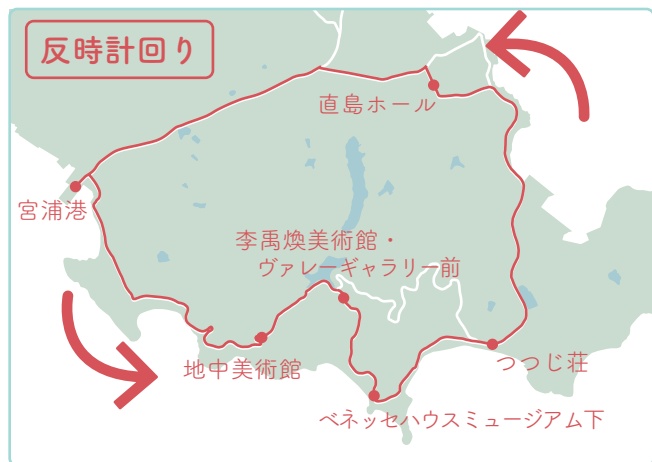 反時計回り
直島ホール
宮浦港
李禹煥美術館・
ヴァレーギャラリー前
地中美術館
つつじ荘
ベネッセハウスミュージアム下